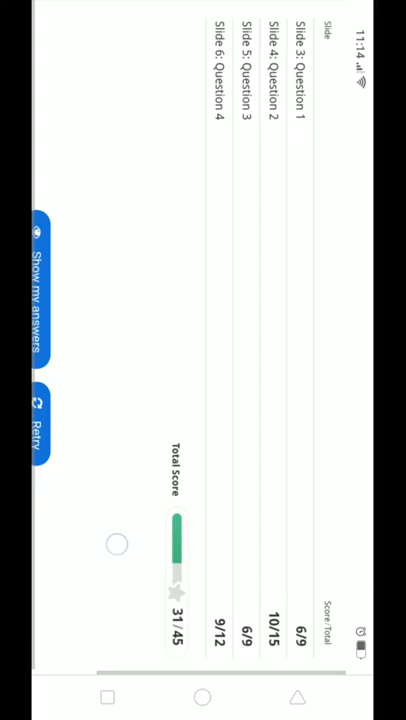 11:14
Slide Score/Total
Slide 3: Question 1 6/9
Slide 4: Question 2 10/15
Slide 5: Question 3 6/9
Slide 6: Question 4 9/12
Total Score 31/45
Show my answers Retry